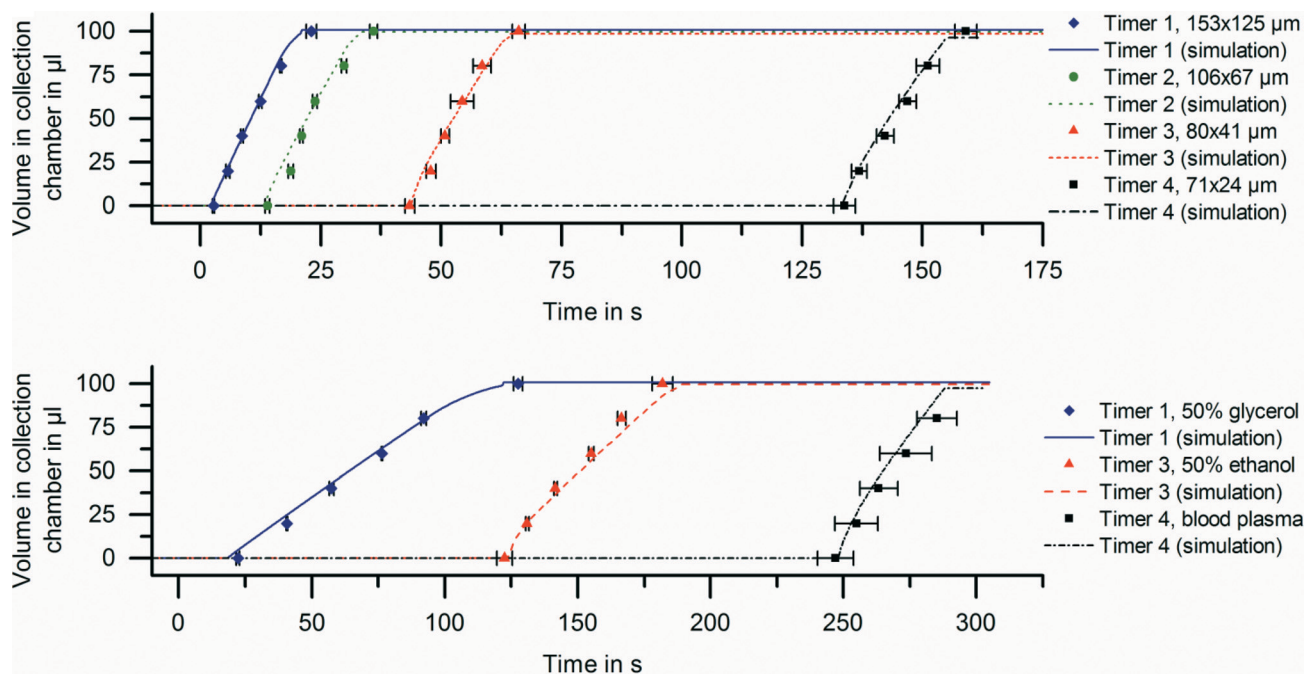 Volume in collection
chamber in µl
100
75
50
25
0
0 25 50 75 100 125 150 175
Time in s
Timer 1, 153x125 µm
Timer 1 (simulation)
Timer 2, 106x67 µm
Timer 2 (simulation)
Timer 3, 80x41 µm
Timer 3 (simulation)
Timer 4, 71x24 µm
Timer 4 (simulation)
Volume in collection
chamber in µl
100
75
50
25
0
0 50 100 150 200 250 300
Time in s
Timer 1, 50% glycerol
Timer 1 (simulation)
Timer 3, 50% ethanol
Timer 3 (simulation)
Timer 4, blood plasma
Timer 4 (simulation)